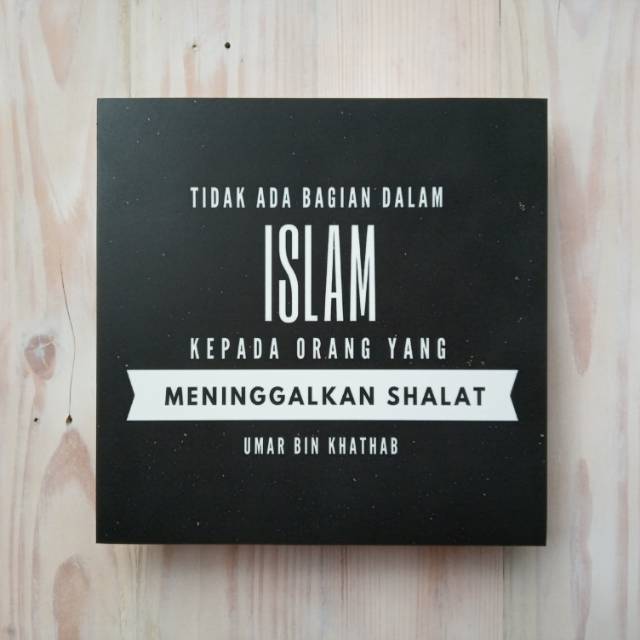 TIDAK ADA BAGIAN DALAM
ISLAM
KEPADA ORANG YANG
MENINGGALKAN SHALAT
UMAR BIN KHATHAB